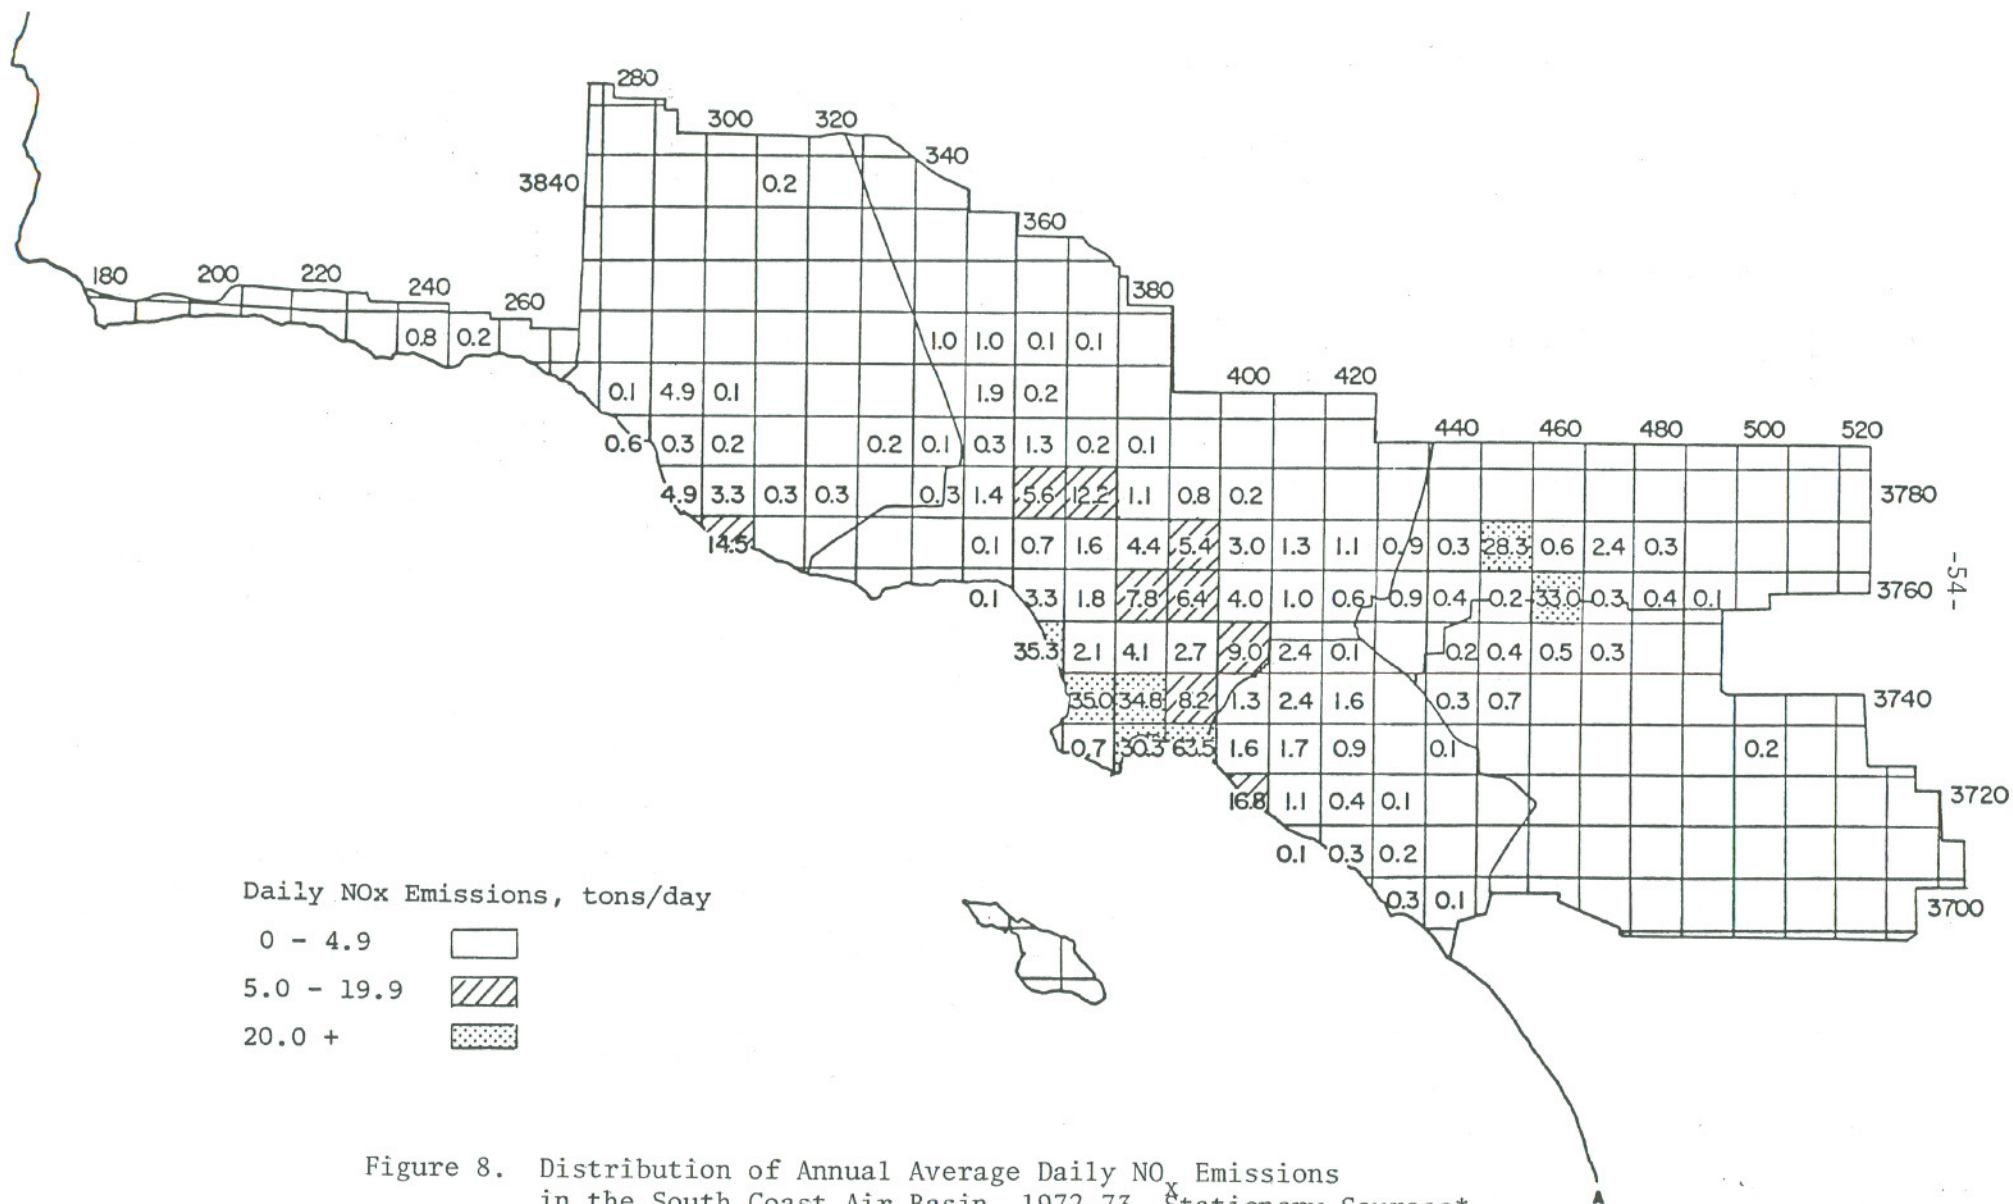 280
300 320
340
3840 0.2
360
180 200 220 240 260
380
0.8 0.2 1.0 1.0 0.1 0.1
400 420
0.1 4.9 0.1 1.9 0.2
440 460 480 500 520
0.6 0.3 0.2 0.2 0.1 0.3 1.3 0.2 0.1
4.9 3.3 0.3 0.3 0.3 1.4 5.6 12.2 1.1 0.8 0.2 3780
14.5 0.1 0.7 1.6 4.4 5.4 3.0 1.3 1.1 0.9 0.3 28.3 0.6 2.4 0.3
-54-
0.1 3.3 1.8 7.8 6.4 4.0 1.0 0.6 0.9 0.4 0.2 33.0 0.3 0.4 0.1 3760
35.3 2.1 4.1 2.7 9.0 2.4 0.1 0.2 0.4 0.5 0.3
35.0 34.8 8.2 1.3 2.4 1.6 0.3 0.7 3740
0.7 30.3 63.5 1.6 1.7 0.9 0.1 0.2
16.8 1.1 0.4 0.1 3720
0.1 0.3 0.2
0.3 0.1 3700
Daily NOx Emissions, tons/day
0 - 4.9
5.0 - 19.9
20.0 +
Figure 8. Distribution of Annual Average Daily NOx Emissions
in the South Coast Air Basin, 1972-73, Stationary Sources*